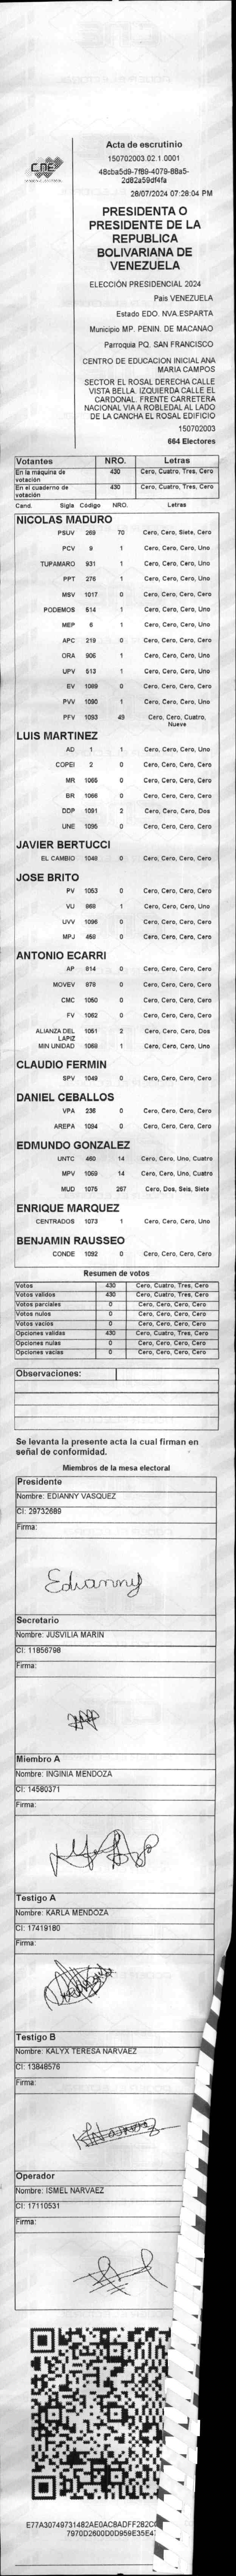 CNE
Acta de escrutinio
150702003.02.1.0001
28/07/2024 07:28:04 PM
PRESIDENTA O
PRESIDENTE DE LA
REPUBLICA
BOLIVARIANA DE
VENEZUELA
ELECCIÓN PRESIDENCIAL 2024
País VENEZUELA
Estado EDO. NVA.ESPARTA
Municipio MP. PENIN. DE MACANAO
Parroquia PQ. SAN FRANCISCO
CENTRO DE EDUCACION INICIAL ANA
MARIA CAMPOS
SECTOR EL ROSAL DERECHA CALLE
VISTA BELLA. IZQUIERDA CALLE EL
CARDONAL. FRENTE CARRETERA
NACIONAL VIA A ROBLEDAL AL LADO
DE LA CANCHA EL ROSAL EDIFICIO
150702003
664 Electores
Votantes NRO. Letras
En la máquina de votación 430 Cero, Cuatro, Tres, Cero
En el cuaderno de votación 430 Cero, Cuatro, Tres, Cero
Cand. Sigla Código NRO. Letras
NICOLAS MADURO
PSUV 269 70 Cero, Cero, Siete, Cero
PCV 9 1 Cero, Cero, Cero, Uno
TUPAMARO 931 1 Cero, Cero, Cero, Uno
PPT 276 1 Cero, Cero, Cero, Uno
MSV 1017 0 Cero, Cero, Cero, Cero
PODEMOS 514 1 Cero, Cero, Cero, Uno
MEP 6 1 Cero, Cero, Cero, Uno
APC 219 0 Cero, Cero, Cero, Cero
ORA 906 1 Cero, Cero, Cero, Uno
UPV 513 1 Cero, Cero, Cero, Uno
EV 1089 0 Cero, Cero, Cero, Cero
PVV 1090 1 Cero, Cero, Cero, Uno
PFV 1093 49 Cero, Cero, Cuatro,
Nueve
LUIS MARTINEZ
AD 1 1 Cero, Cero, Cero, Uno
COPEI 2 0 Cero, Cero, Cero, Cero
MR 1065 0 Cero, Cero, Cero, Cero
BR 1066 0 Cero, Cero, Cero, Cero
DDP 1091 2 Cero, Cero, Cero, Dos
UNE 1095 0 Cero, Cero, Cero, Cero
JAVIER BERTUCCI
EL CAMBIO 1048 0 Cero, Cero, Cero, Cero
JOSE BRITO
PV 1053 0 Cero, Cero, Cero, Cero
VU 968 1 Cero, Cero, Cero, Uno
UVV 1096 0 Cero, Cero, Cero, Cero
MPJ 458 0 Cero, Cero, Cero, Cero
ANTONIO ECARRI
AP 814 0 Cero, Cero, Cero, Cero
MOVEV 978 0 Cero, Cero, Cero, Cero
CMC 1050 0 Cero, Cero, Cero, Cero
FV 1062 0 Cero, Cero, Cero, Cero
ALIANZA DEL LAPIZ 1051 2 Cero, Cero, Cero, Dos
MIN UNIDAD 1058 1 Cero, Cero, Cero, Uno
CLAUDIO FERMIN
SPV 1049 0 Cero, Cero, Cero, Cero
DANIEL CEBALLOS
VPA 236 0 Cero, Cero, Cero, Cero
AREPA 1094 0 Cero, Cero, Cero, Cero
EDMUNDO GONZALEZ
UNTC 460 14 Cero, Cero, Uno, Cuatro
MPV 1069 14 Cero, Cero, Uno, Cuatro
MUD 1075 267 Cero, Dos, Seis, Siete
ENRIQUE MARQUEZ
CENTRADOS 1073 1 Cero, Cero, Cero, Uno
BENJAMIN RAUSSEO
CONDE 1092 0 Cero, Cero, Cero, Cero
Resumen de votos
Votos 430 Cero, Cuatro, Tres, Cero
Votos validos 430 Cero, Cuatro, Tres, Cero
Votos parciales 0 Cero, Cero, Cero, Cero
Votos nulos 0 Cero, Cero, Cero, Cero
Votos vacíos 0 Cero, Cero, Cero, Cero
Opciones validas 430 Cero, Cuatro, Tres, Cero
Opciones nulas 0 Cero, Cero, Cero, Cero
Opciones vacías 0 Cero, Cero, Cero, Cero
Observaciones:
Se levanta la presente acta la cual firman en
señal de conformidad.
Miembros de la mesa electoral
Presidente
Nombre: EDIANNY VASQUEZ
CI: 29732689
Firma:
Edianny
Secretario
Nombre: JUSVILIA MARIN
CI: 11856798
Firma:
Miembro A
Nombre: INGINIA MENDOZA
CI: 14580371
Firma:
Testigo A
Nombre: KARLA MENDOZA
CI: 17419180
Firma:
Testigo B
Nombre: KALYX TERESA NARVAEZ
CI: 13848576
Firma:
Operador
Nombre: ISMEL NARVAEZ
CI: 17110531
Firma: